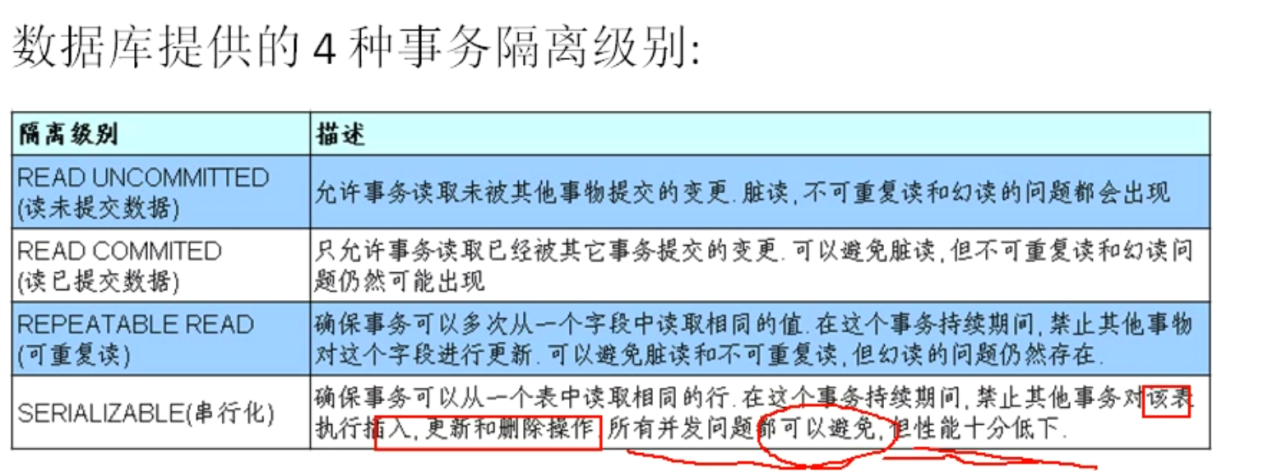 数据库提供的 4 种事务隔离级别:
隔离级别
描述
READ UNCOMMITTED
(读未提交数据)
允许事务读取未被其他事物提交的变更.脏读,不可重复读和幻读的问题都会出现
READ COMMITED
(读已提交数据)
只允许事务读取已经被其它事务提交的变更.可以避免脏读,但不可重复读和幻读问
题仍然可能出现
REPEATABLE READ
(可重复读)
确保事务可以多次从一个字段中读取相同的值.在这个事务持续期间,禁止其他事物
对这个字段进行更新.可以避免脏读和不可重复读,但幻读的问题仍然存在.
SERIALIZABLE(串行化)
确保事务可以从一个表中读取相同的行.在这个事务持续期间,禁止其他事务对该表
执行插入,更新和删除操作.所有并发问题都可以避免,但性能十分低下.